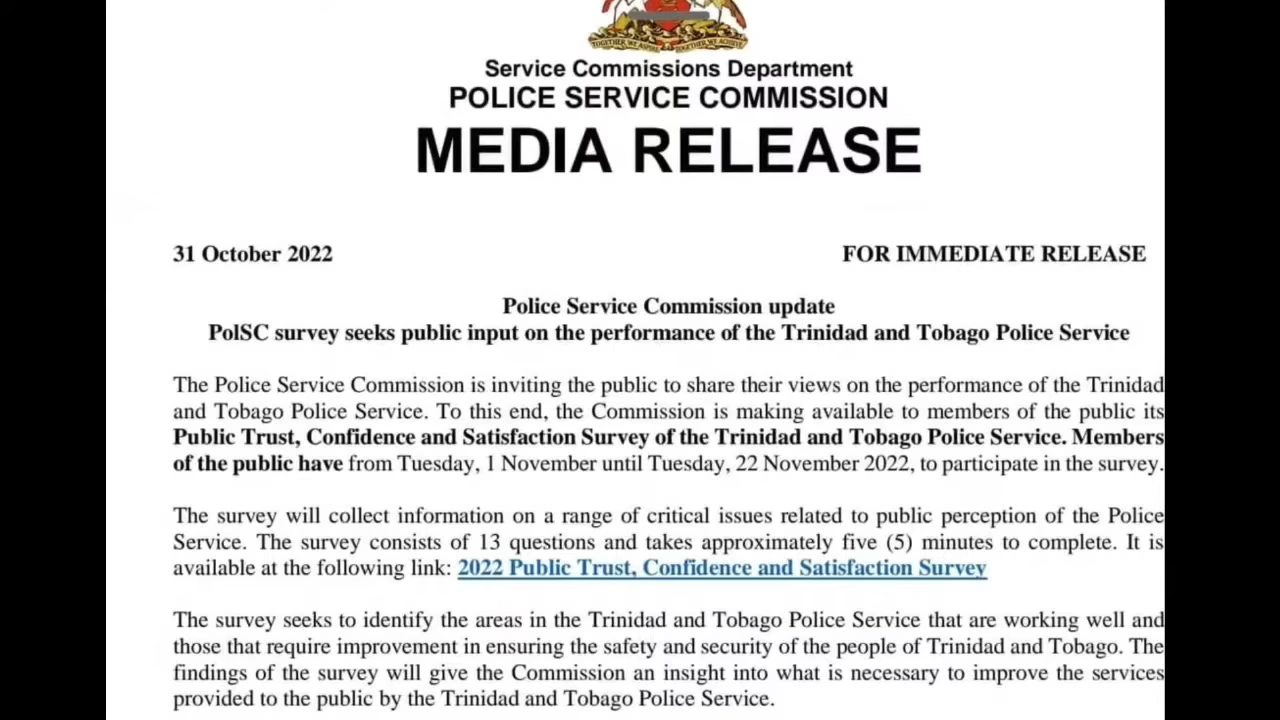 TOGETHER WE ASPIRE TOGETHER WE ACHIEVE
Service Commissions Department
POLICE SERVICE COMMISSION
MEDIA RELEASE
31 October 2022 FOR IMMEDIATE RELEASE
Police Service Commission update
PolSC survey seeks public input on the performance of the Trinidad and Tobago Police Service
The Police Service Commission is inviting the public to share their views on the performance of the Trinidad
and Tobago Police Service. To this end, the Commission is making available to members of the public its
Public Trust, Confidence and Satisfaction Survey of the Trinidad and Tobago Police Service. Members
of the public have from Tuesday, 1 November until Tuesday, 22 November 2022, to participate in the survey.
The survey will collect information on a range of critical issues related to public perception of the Police
Service. The survey consists of 13 questions and takes approximately five (5) minutes to complete. It is
available at the following link: 2022 Public Trust, Confidence and Satisfaction Survey
The survey seeks to identify the areas in the Trinidad and Tobago Police Service that are working well and
those that require improvement in ensuring the safety and security of the people of Trinidad and Tobago. The
findings of the survey will give the Commission an insight into what is necessary to improve the services
provided to the public by the Trinidad and Tobago Police Service.